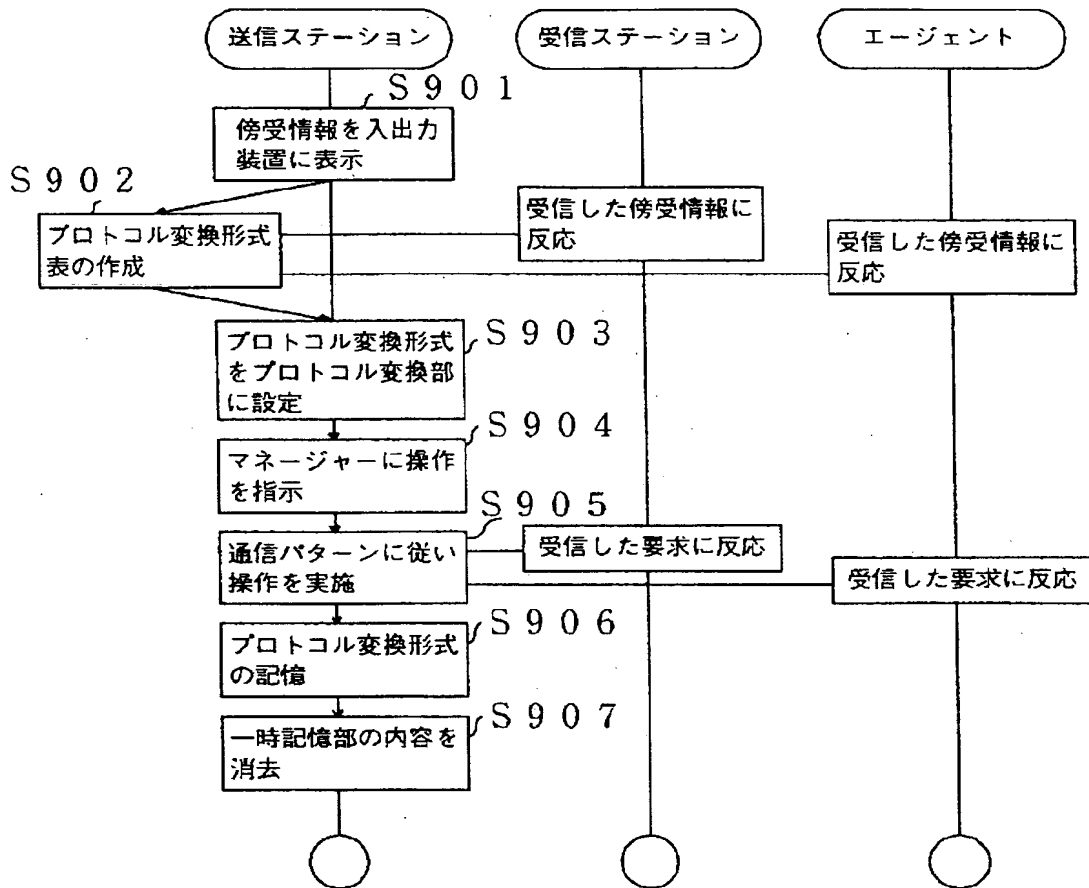 送信ステーション
受信ステーション
エージェント
S901
傍受情報を入出力
装置に表示
S902
プロトコル変換形式
表の作成
受信した傍受情報に
反応
受信した傍受情報に
反応
S903
プロトコル変換形式
をプロトコル変換部
に設定
S904
マネージャーに操作
を指示
S905
通信パターンに従い
操作を実施
受信した要求に反応
受信した要求に反応
S906
プロトコル変換形式
の記憶
S907
一時記憶部の内容を
消去